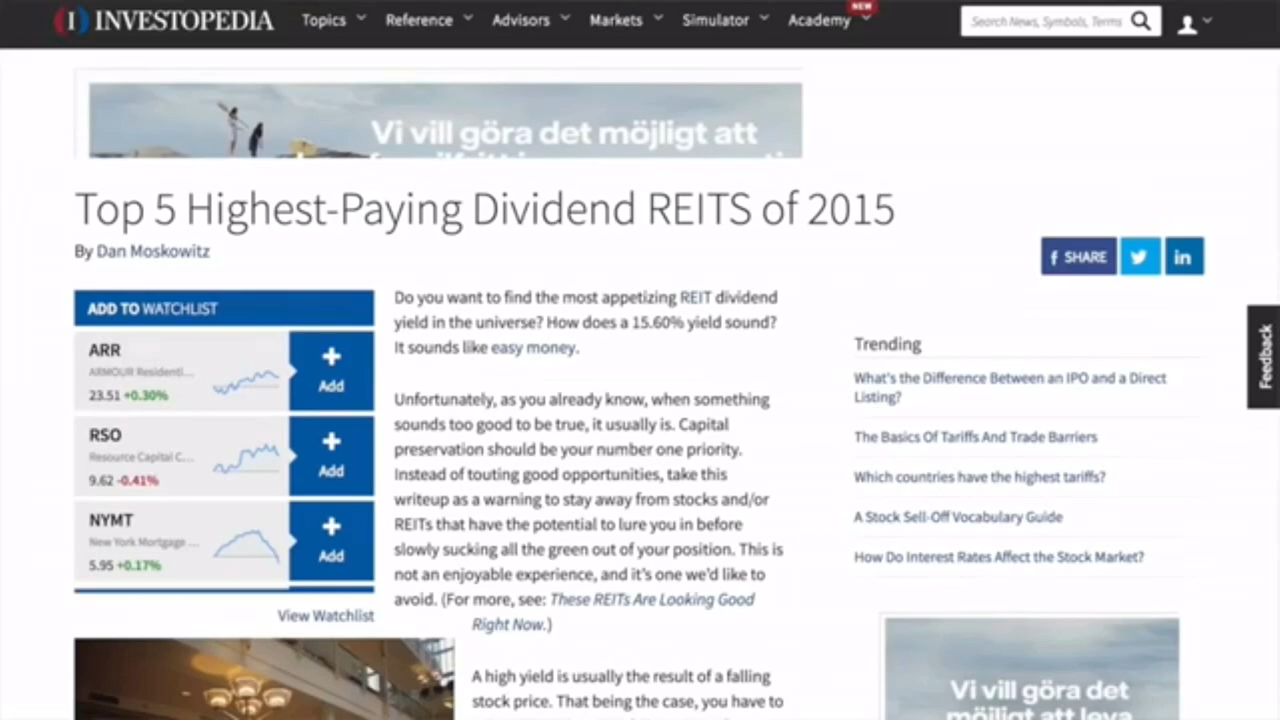 INVESTOPEDIA
Topics Reference Advisors Markets Simulator Academy NEW
Search News, Symbols, Terms
Vi vill göra det möjligt att
Top 5 Highest-Paying Dividend REITS of 2015
By Dan Moskowitz
SHARE
ADD TO WATCHLIST
ARR
ARMOUR Residenti...
23.51 +0.30%
Add
RSO
Resource Capital C...
9.62 -0.41%
Add
NYMT
New York Mortgage ...
5.95 +0.17%
Add
View Watchlist
Do you want to find the most appetizing REIT dividend
yield in the universe? How does a 15.60% yield sound?
It sounds like easy money.
Unfortunately, as you already know, when something
sounds too good to be true, it usually is. Capital
preservation should be your number one priority.
Instead of touting good opportunities, take this
writeup as a warning to stay away from stocks and/or
REITs that have the potential to lure you in before
slowly sucking all the green out of your position. This is
not an enjoyable experience, and it's one we'd like to
avoid. (For more, see: These REITs Are Looking Good
Right Now.)
A high yield is usually the result of a falling
stock price. That being the case, you have to
Trending
What's the Difference Between an IPO and a Direct
Listing?
The Basics Of Tariffs And Trade Barriers
Which countries have the highest tariffs?
A Stock Sell-Off Vocabulary Guide
How Do Interest Rates Affect the Stock Market?
Feedback
Vi vill göra det
möjligt att leva